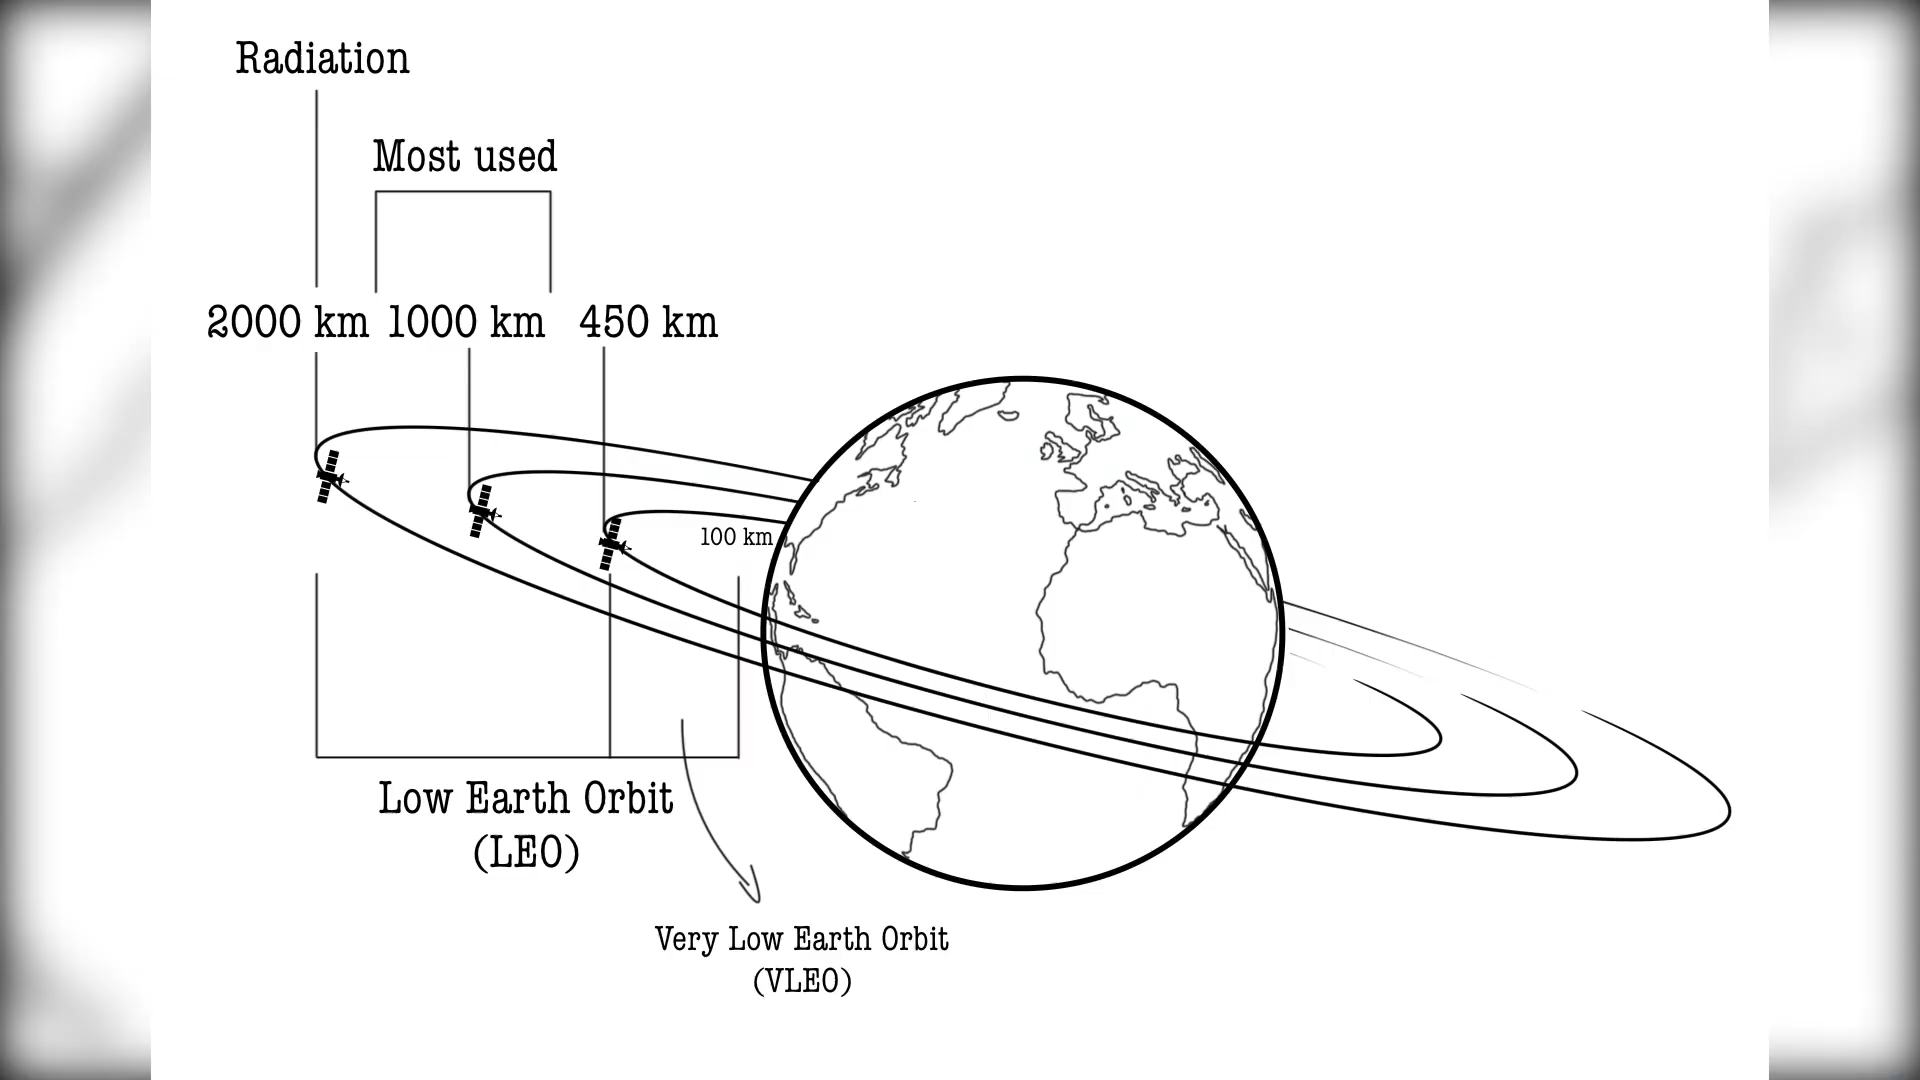 Radiation
Most used
2000 km
1000 km
450 km
100 km
Low Earth Orbit
(LEO)
Very Low Earth Orbit
(VLEO)